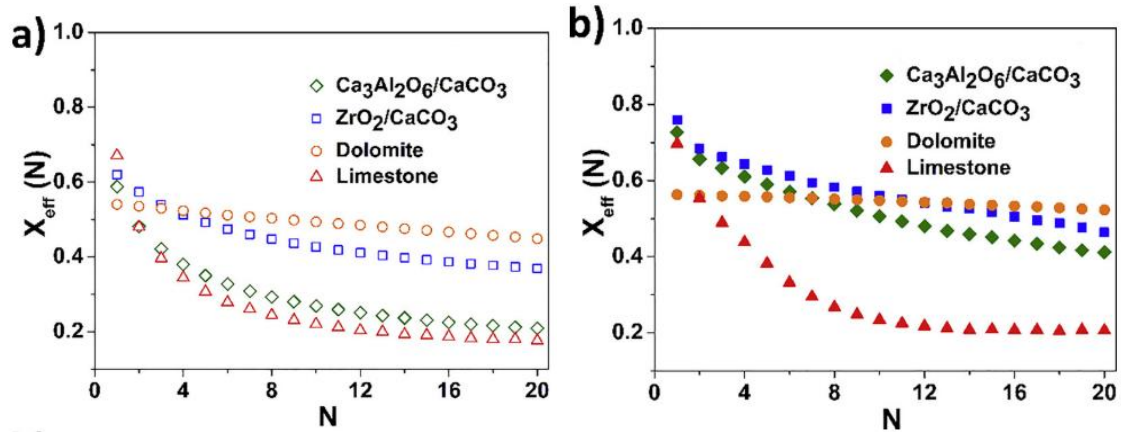 a)
1.0
0.8
0.6
0.4
0.2
X_eff (N)
Ca₃Al₂O₆/CaCO₃
ZrO₂/CaCO₃
Dolomite
Limestone
0 4 8 12 16 20
N
b)
1.0
0.8
0.6
0.4
0.2
X_eff (N)
Ca₃Al₂O₆/CaCO₃
ZrO₂/CaCO₃
Dolomite
Limestone
0 4 8 12 16 20
N